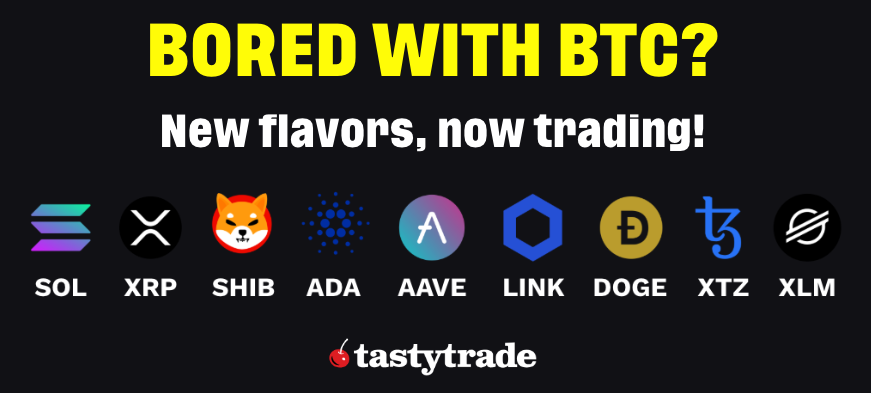 BORED WITH BTC?
New flavors, now trading!
SOL XRP SHIB ADA AAVE LINK DOGE XTZ XLM
tastytrade